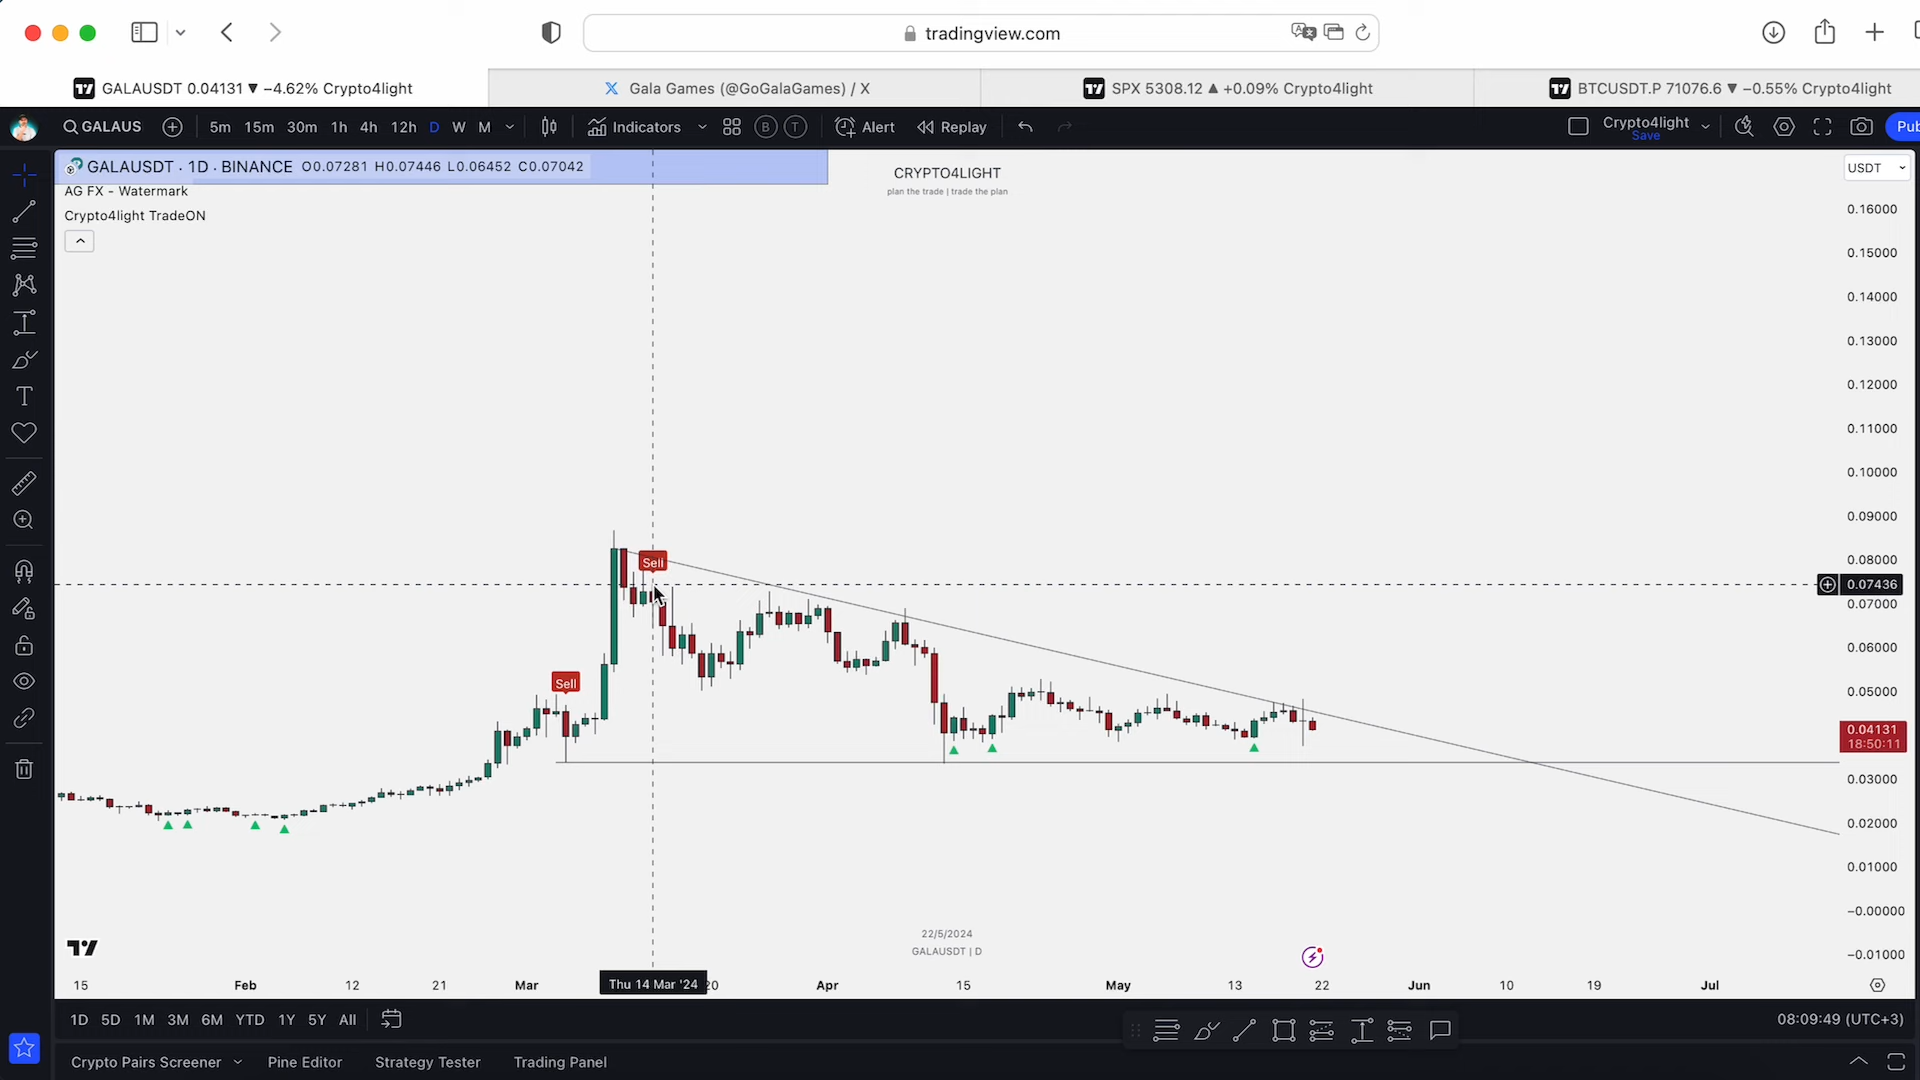 tradingview.com
GALAUSDT 0.04131 ▼ −4.62% Crypto4light
Gala Games (@GoGalaGames) / X
SPX 5308.12 ▲ +0.09% Crypto4light
BTCUSDT.P 71076.6 ▼ −0.55% Crypto4light
GALAUS
5m 15m 30m 1h 4h 12h D W M
Indicators
B
T
Alert
Replay
Crypto4light
Save
Pub
GALAUSDT · 1D · BINANCE O0.07281 H0.07446 L0.06452 C0.07042
AG FX - Watermark
Crypto4light TradeON
CRYPTO4LIGHT
plan the trade | trade the plan
USDT
0.16000
0.15000
0.14000
0.13000
0.12000
0.11000
0.10000
0.09000
0.08000
0.07436
0.07000
0.06000
0.05000
0.04131
18:50:11
0.03000
0.02000
0.01000
−0.00000
−0.01000
Sell
Sell
22/5/2024
GALAUSDT | D
15 Feb 12 21 Mar Thu 14 Mar '24 20 Apr 15 May 13 22 Jun 10 19 Jul
1D 5D 1M 3M 6M YTD 1Y 5Y All
08:09:49 (UTC+3)
Crypto Pairs Screener
Pine Editor
Strategy Tester
Trading Panel